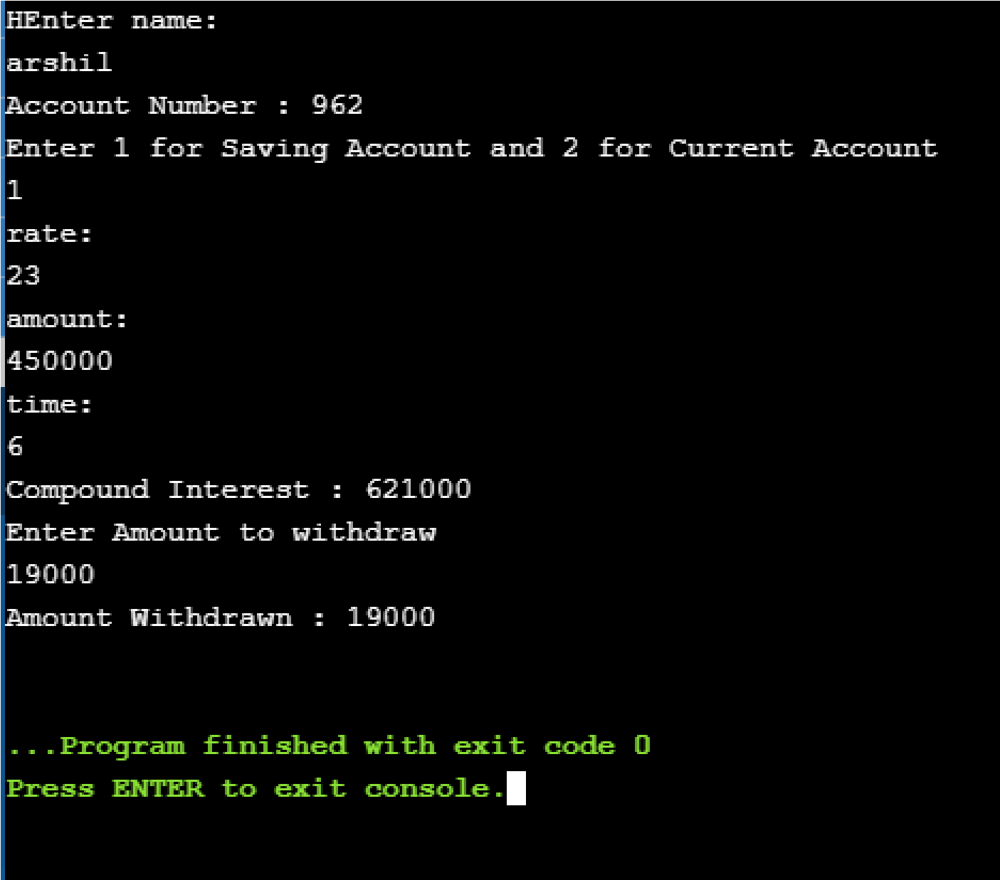 HEnter name:
arshil
Account Number : 962
Enter 1 for Saving Account and 2 for Current Account
1
rate:
23
amount:
450000
time:
6
Compound Interest : 621000
Enter Amount to withdraw
19000
Amount Withdrawn : 19000
...Program finished with exit code 0
Press ENTER to exit console.